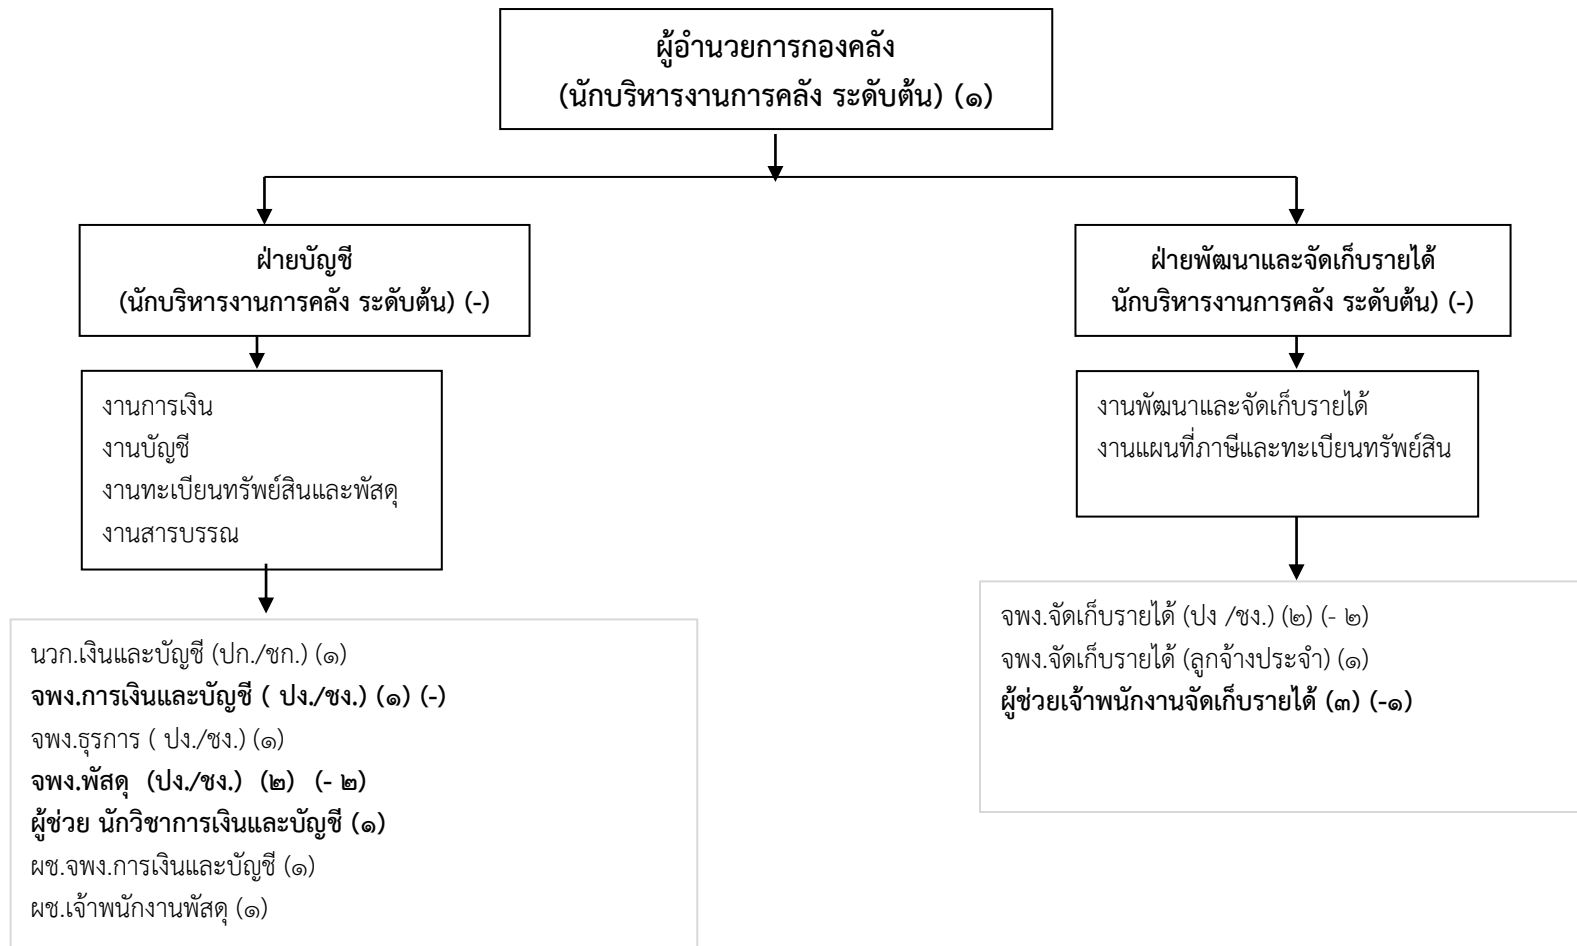 ผู้อำนวยการกองคลัง
(นักบริหารงานการคลัง ระดับต้น) (๑)
ฝ่ายบัญชี
(นักบริหารงานการคลัง ระดับต้น) (-)
งานการเงิน
งานบัญชี
งานทะเบียนทรัพย์สินและพัสดุ
งานสารบรรณ
นวก.เงินและบัญชี (ปก./ชก.) (๑)
จพง.การเงินและบัญชี ( ปง./ชง.) (๑) (-)
จพง.ธุรการ ( ปง./ชง.) (๑)
จพง.พัสดุ (ปง./ชง.) (๒) (- ๒)
ผู้ช่วย นักวิชาการเงินและบัญชี (๑)
ผช.จพง.การเงินและบัญชี (๑)
ผช.เจ้าพนักงานพัสดุ (๑)
ฝ่ายพัฒนาและจัดเก็บรายได้
นักบริหารงานการคลัง ระดับต้น) (-)
งานพัฒนาและจัดเก็บรายได้
งานแผนที่ภาษีและทะเบียนทรัพย์สิน
จพง.จัดเก็บรายได้ (ปง /ชง.) (๒) (- ๒)
จพง.จัดเก็บรายได้ (ลูกจ้างประจำ) (๑)
ผู้ช่วยเจ้าพนักงานจัดเก็บรายได้ (๓) (-๑)